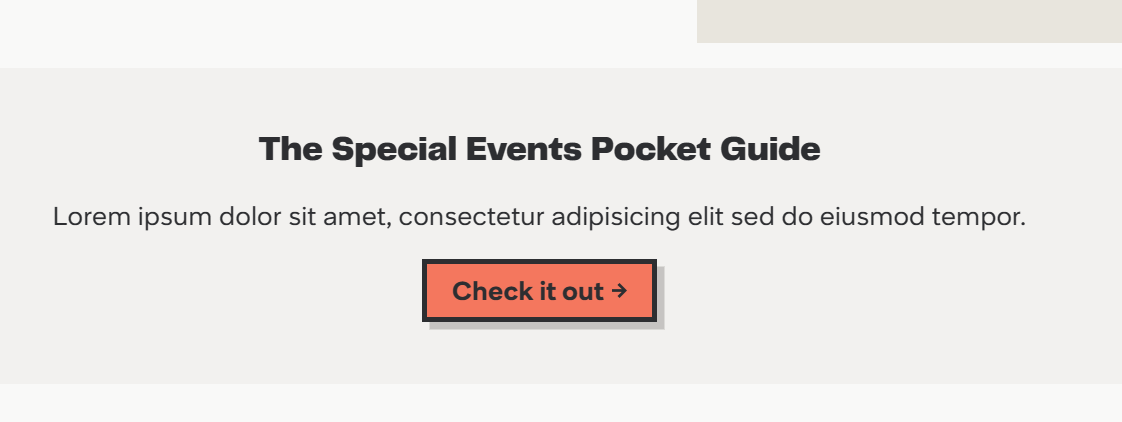 The Special Events Pocket Guide
Lorem ipsum dolor sit amet, consectetur adipisicing elit sed do eiusmod tempor.
Check it out →